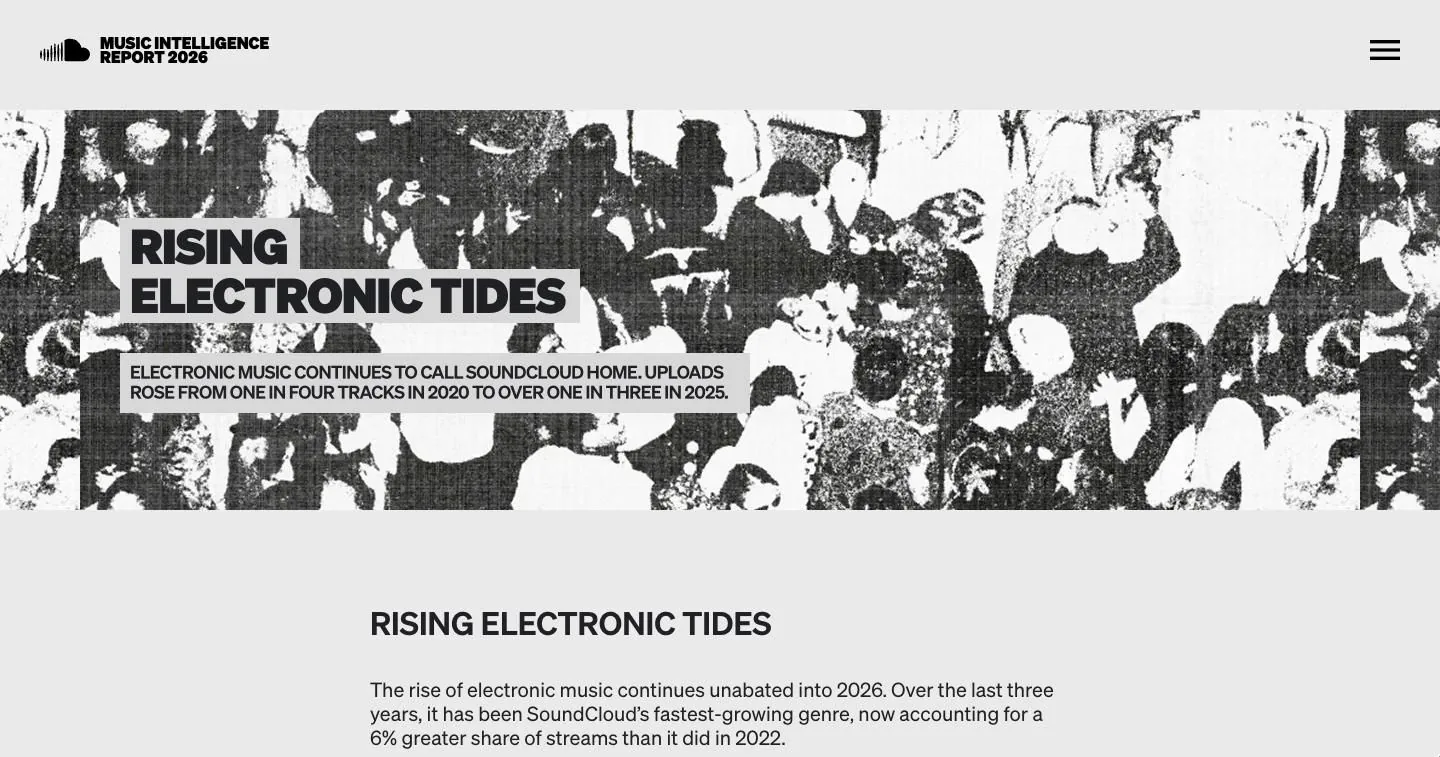 MUSIC INTELLIGENCE
REPORT 2026
RISING
ELECTRONIC TIDES
ELECTRONIC MUSIC CONTINUES TO CALL SOUNDCLOUD HOME. UPLOADS
ROSE FROM ONE IN FOUR TRACKS IN 2020 TO OVER ONE IN THREE IN 2025.
RISING ELECTRONIC TIDES
The rise of electronic music continues unabated into 2026. Over the last three
years, it has been SoundCloud’s fastest-growing genre, now accounting for a
6% greater share of streams than it did in 2022.